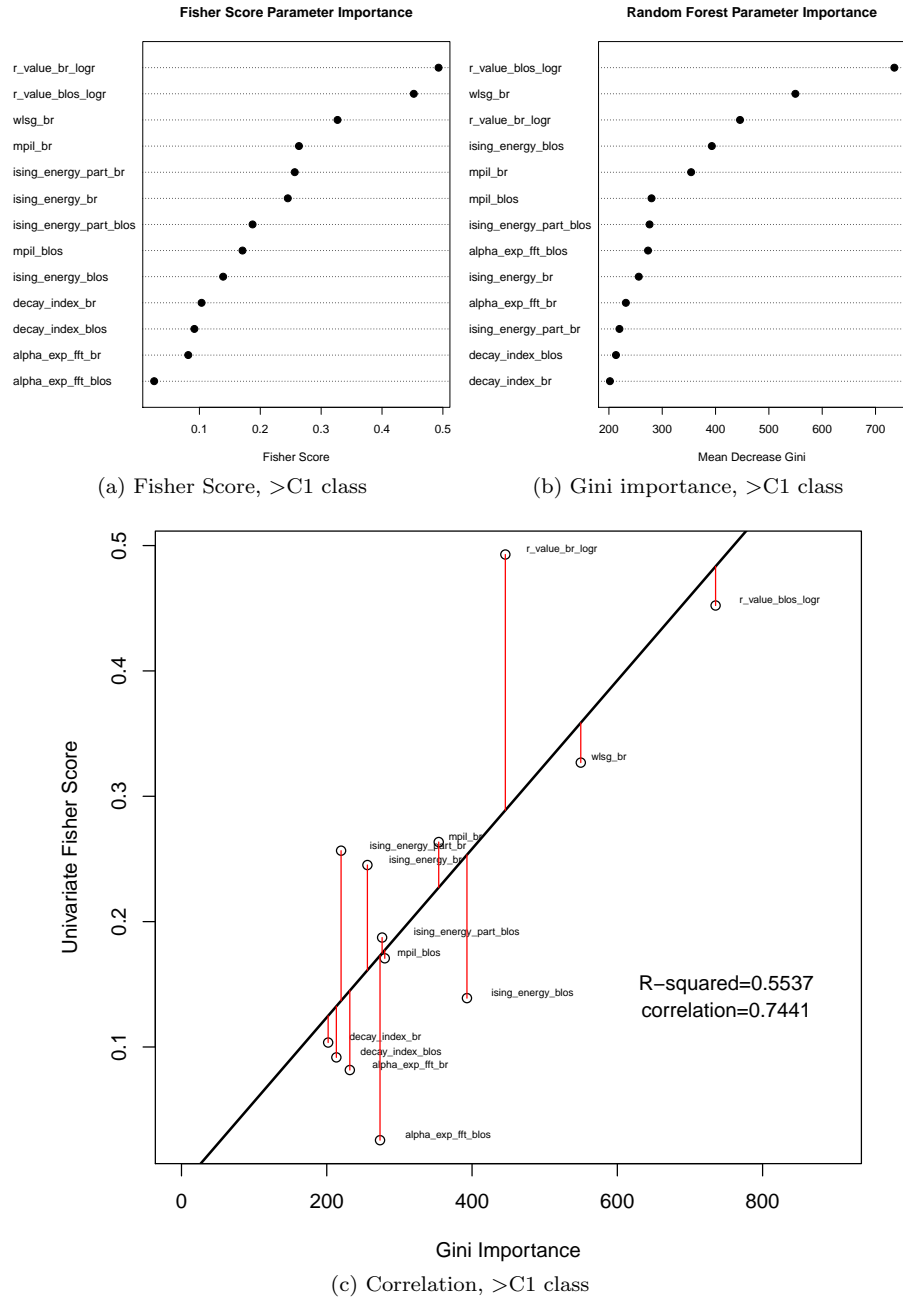 Fisher Score Parameter Importance
r_value_br_logr
r_value_blos_logr
wlsg_br
mpil_br
ising_energy_part_br
ising_energy_br
ising_energy_part_blos
mpil_blos
ising_energy_blos
decay_index_br
decay_index_blos
alpha_exp_fft_br
alpha_exp_fft_blos
0.1 0.2 0.3 0.4 0.5
Fisher Score
(a) Fisher Score, >C1 class
Random Forest Parameter Importance
r_value_blos_logr
wlsg_br
r_value_br_logr
ising_energy_blos
mpil_br
mpil_blos
ising_energy_part_blos
alpha_exp_fft_blos
ising_energy_br
alpha_exp_fft_br
ising_energy_part_br
decay_index_blos
decay_index_br
200 300 400 500 600 700
Mean Decrease Gini
(b) Gini importance, >C1 class
Univariate Fisher Score
0.5
0.4
0.3
0.2
0.1
r_value_br_logr
r_value_blos_logr
wlsg_br
mpil_br
ising_energy_part_br
ising_energy_br
ising_energy_part_blos
mpil_blos
ising_energy_blos
R-squared=0.5537
correlation=0.7441
decay_index_br
decay_index_blos
alpha_exp_fft_br
alpha_exp_fft_blos
0 200 400 600 800
Gini Importance
(c) Correlation, >C1 class